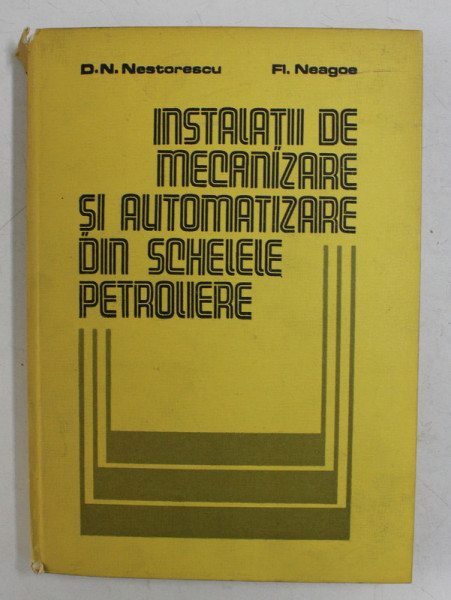 D.N. Nestorescu Fl. Neagoe
INSTALAȚII DE
MECANIZARE
ȘI AUTOMATIZARE
DIN SCHELELE
PETROLIERE